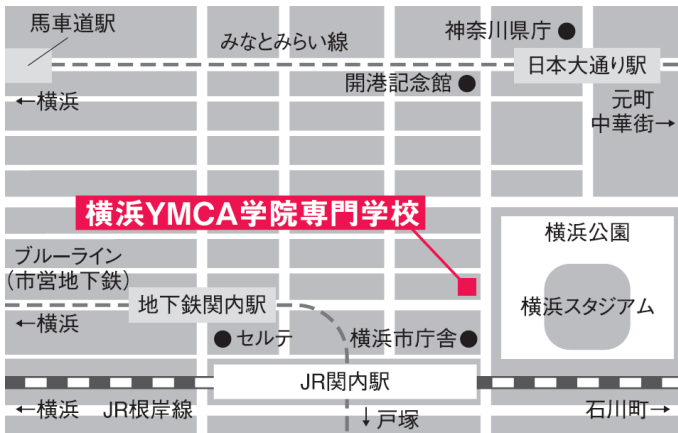 馬車道駅
みなとみらい線
神奈川県庁
日本大通り駅
開港記念館
←横浜
元町
中華街→
横浜YMCA学院専門学校
横浜公園
ブルーライン
(市営地下鉄)
地下鉄関内駅
横浜スタジアム
←横浜
セルテ
横浜市庁舎
JR関内駅
←横浜
JR根岸線
↓戸塚
石川町→